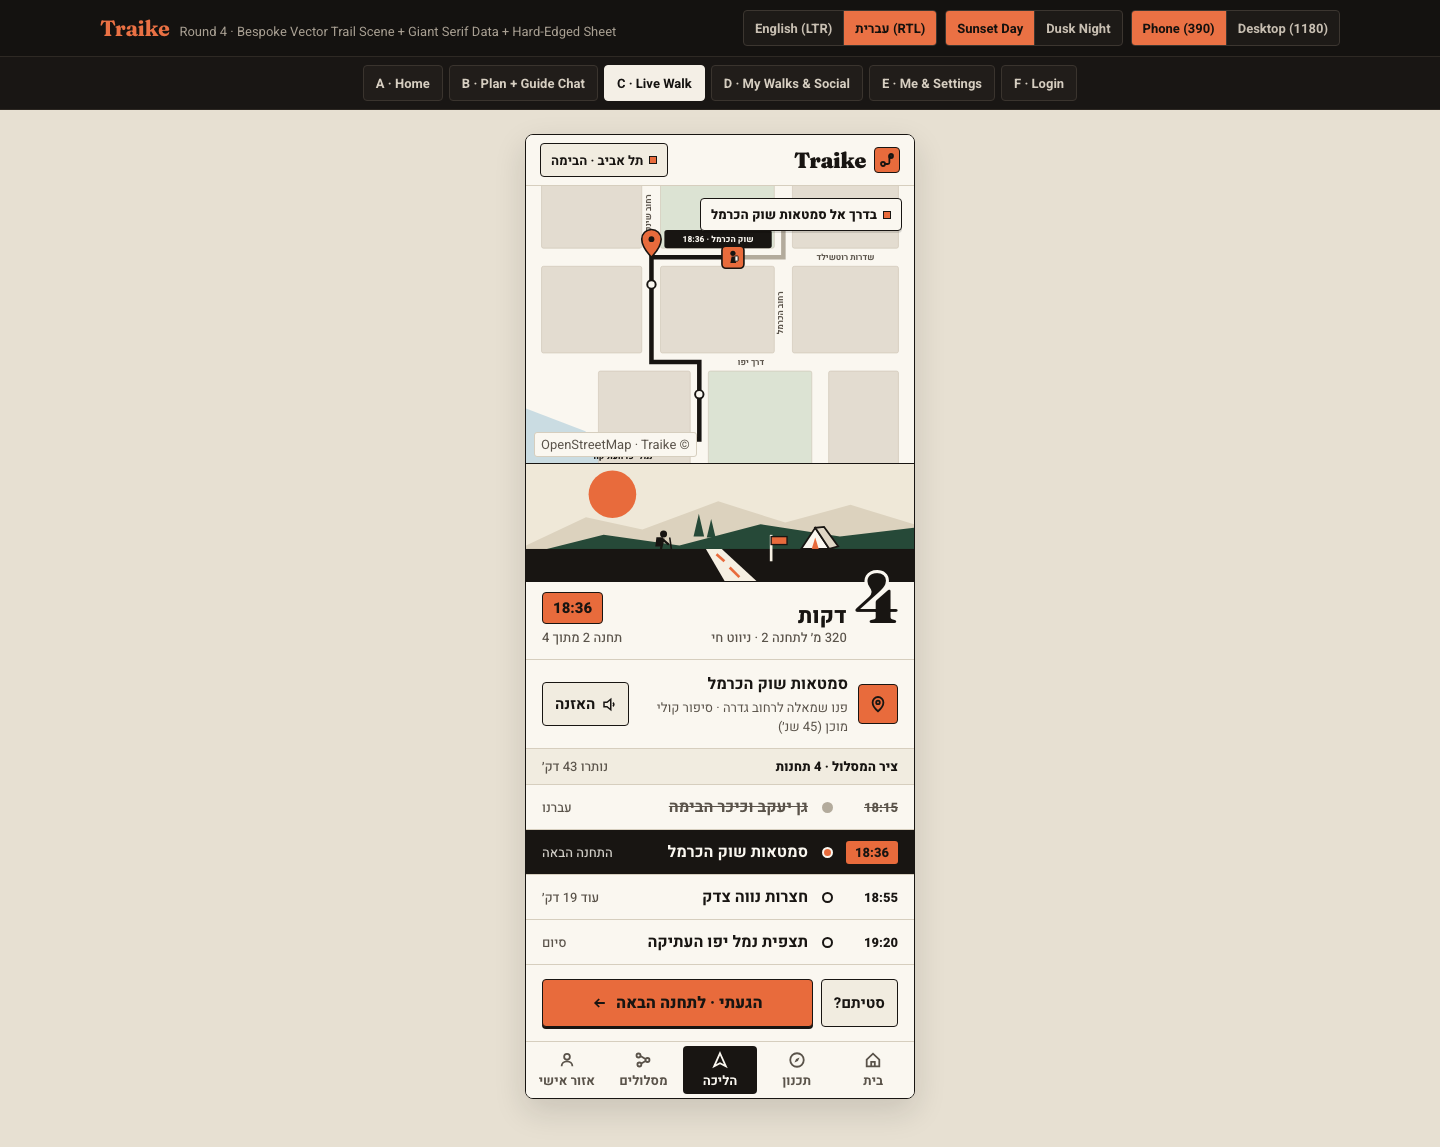 Traike Round 4 · Bespoke Vector Trail Scene + Giant Serif Data + Hard-Edged Sheet
English (LTR) עברית (RTL) Sunset Day Dusk Night Phone (390) Desktop (1180)
A · Home B · Plan + Guide Chat C · Live Walk D · My Walks & Social E · Me & Settings F · Login
Traike
תל אביב · הבימה
בדרך אל סמטאות שוק הכרמל
שוק הכרמל · 18:36
שדרות רוטשילד
רחוב הכרמל
דרך יפו
OpenStreetMap · Traike ©
4 דקות
18:36
320 מ׳ לתחנה 2 · ניווט חי
תחנה 2 מתוך 4
סמטאות שוק הכרמל
פנו שמאלה לרחוב גדרה · סיפור קולי
מוכן (45 שנ׳)
האזנה
ציר המסלול · 4 תחנות
נותרו 43 דק׳
18:15 גן יעקב וכיכר הבימה עברנו
18:36 סמטאות שוק הכרמל התחנה הבאה
18:55 חצרות נווה צדק עוד 19 דק׳
19:20 תצפית נמל יפו העתיקה סיום
סטיתם?
הגעתי · לתחנה הבאה ←
בית תכנון הליכה מסלולים אזור אישי